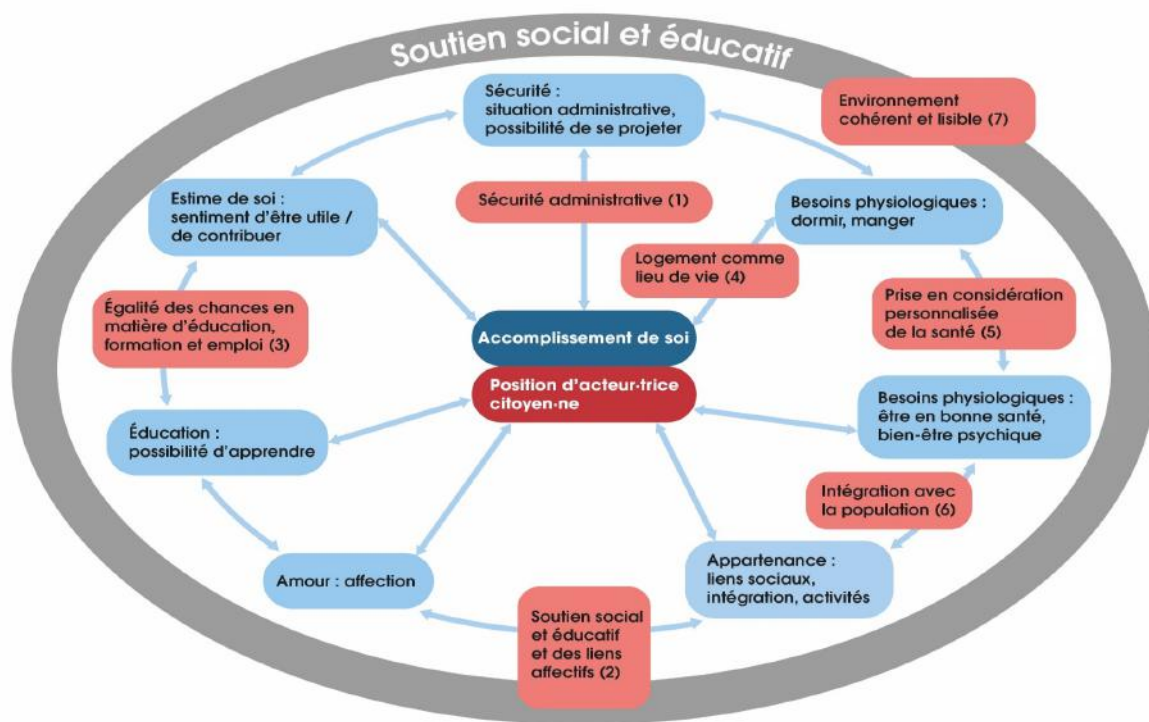 Soutien social et éducatif
Sécurité :
situation administrative,
possibilité de se projeter
Environnement
cohérent et lisible (7)
Estime de soi :
sentiment d'être utile /
de contribuer
Sécurité administrative (1)
Besoins physiologiques :
dormir, manger
Logement comme
lieu de vie (4)
Égalité des chances en
matière d'éducation,
formation et emploi (3)
Prise en considération
personnalisée
de la santé (5)
Accomplissement de soi
Position d'acteur·trice
citoyen·ne
Éducation :
possibilité d'apprendre
Besoins physiologiques :
être en bonne santé,
bien-être psychique
Intégration avec
la population (6)
Amour : affection
Appartenance :
liens sociaux,
intégration, activités
Soutien social
et éducatif
et des liens
affectifs (2)